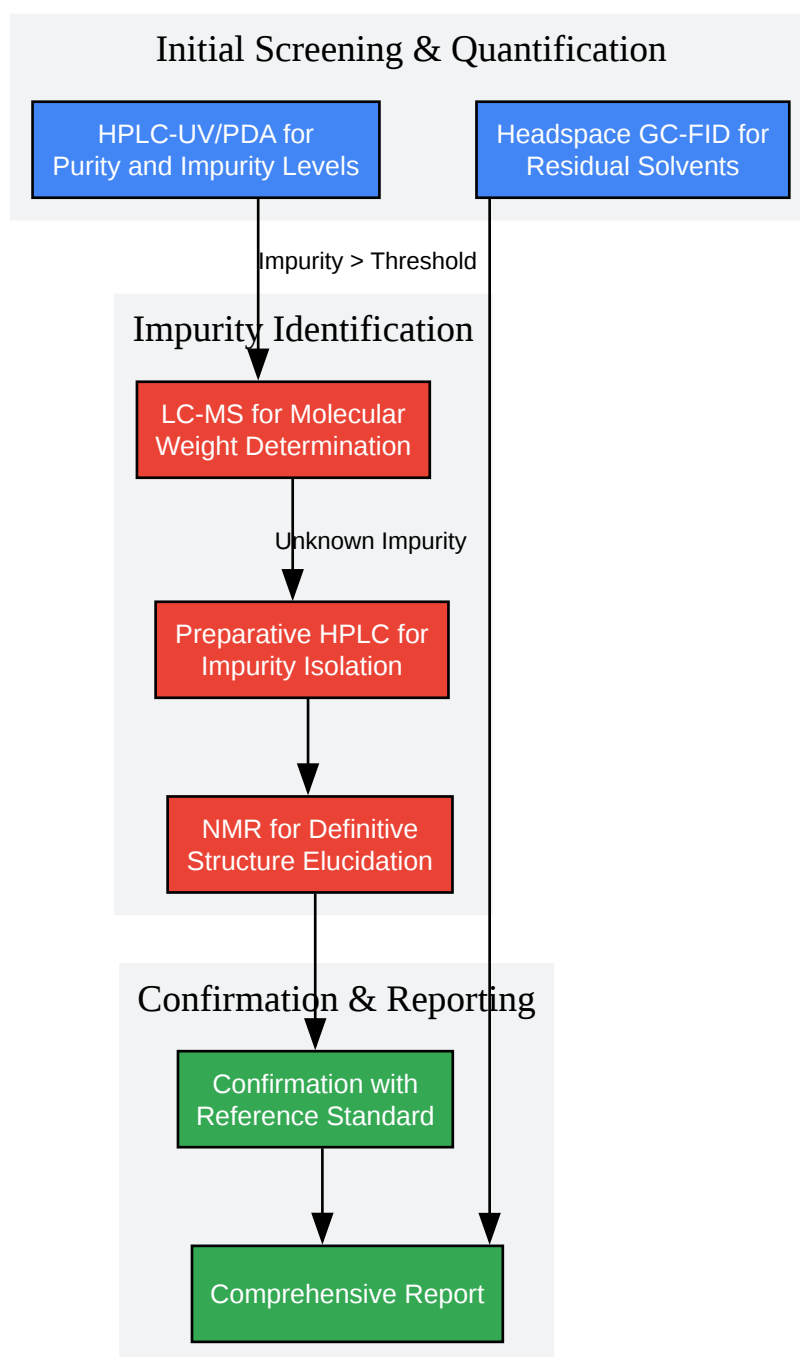 Initial Screening & Quantification
HPLC-UV/PDA for
Purity and Impurity Levels
Headspace GC-FID for
Residual Solvents
Impurity > Threshold
Impurity Identification
LC-MS for Molecular
Weight Determination
Unknown Impurity
Preparative HPLC for
Impurity Isolation
NMR for Definitive
Structure Elucidation
Confirmation & Reporting
Confirmation with
Reference Standard
Comprehensive Report